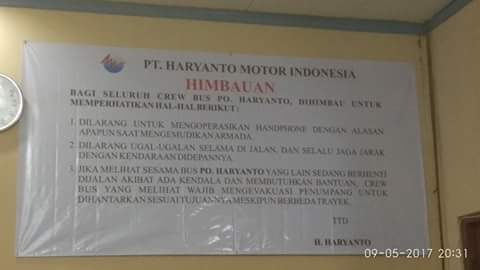 PT. HARYANTO MOTOR INDONESIA
HIMBAUAN
BAGI SELURUH CREW BUS PO. HARYANTO, DIHIMBAU UNTUK
MEMPERHATIKAN HAL-HAL BERIKUT :
1. DILARANG UNTUK MENGOPERASIKAN HANDPHONE DENGAN ALASAN
APAPUN SAAT MENGEMUDIKAN ARMADA.
2. DILARANG UGAL-UGALAN SELAMA DI JALAN, DAN SELALU JAGA JARAK
DENGAN KENDARAAN DIDEPANNYA.
3. JIKA MELIHAT SESAMA BUS PO. HARYANTO YANG LAIN SEDANG BERHENTI
DIJALAN AKIBAT ADA KENDALA DAN MEMBUTUHKAN BANTUAN, CREW
BUS YANG MELIHAT WAJIB MENGEVAKUASI PENUMPANG UNTUK
DIHANTARKAN SESUAI TUJUANNYA MESKIPUN BERBEDA TRAYEK.
TTD
H. HARYANTO
09-05-2017 20:31